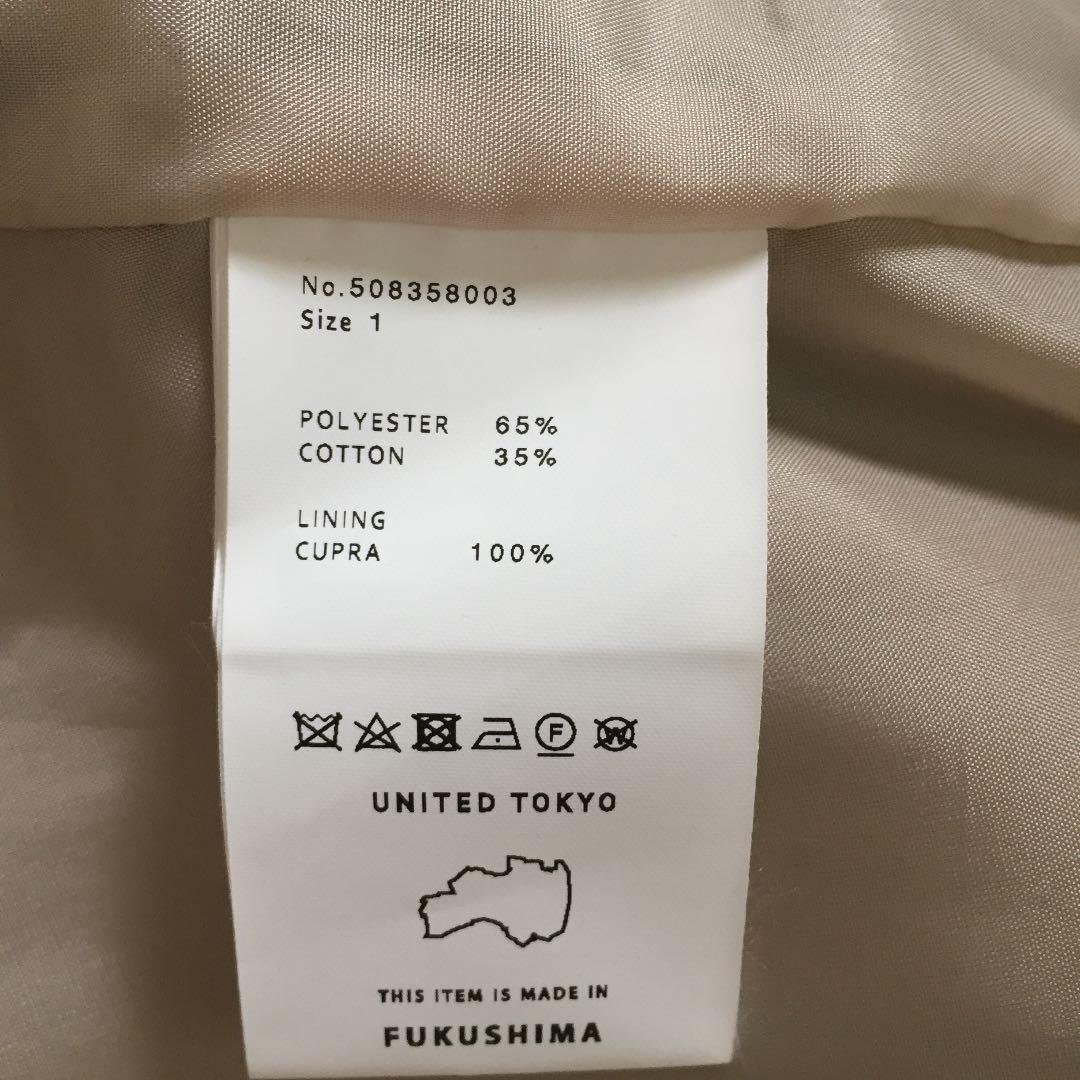 No.508358003
Size 1
POLYESTER 65%
COTTON 35%
LINING
CUPRA 100%
F W
UNITED TOKYO
THIS ITEM IS MADE IN
FUKUSHIMA